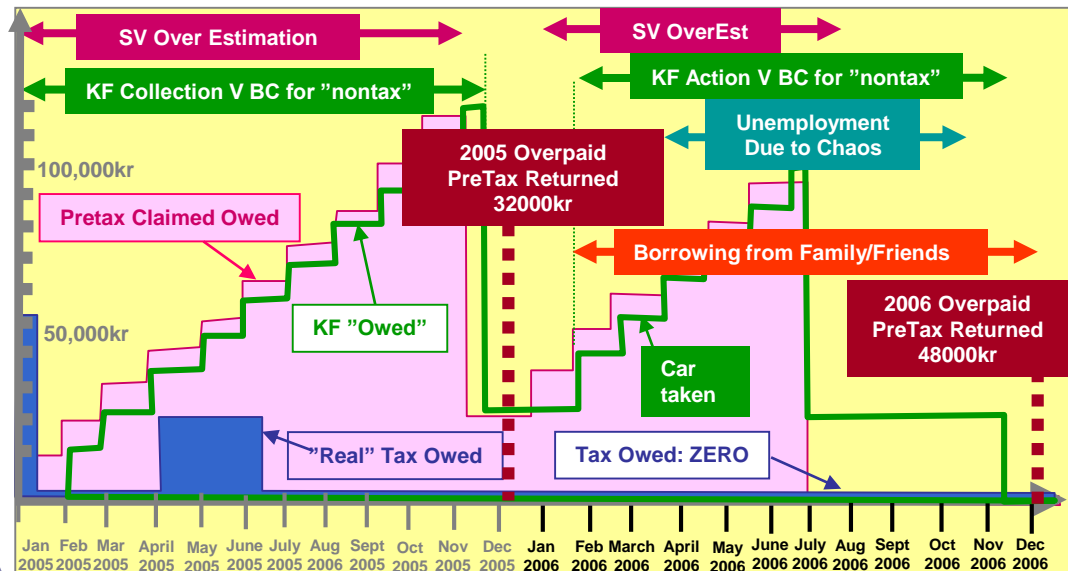 SV Over Estimation
SV OverEst
KF Collection V BC for ”nontax”
KF Action V BC for ”nontax”
Unemployment
Due to Chaos
2005 Overpaid
PreTax Returned
32000kr
100,000kr
Pretax Claimed Owed
Borrowing from Family/Friends
2006 Overpaid
PreTax Returned
48000kr
50,000kr
KF ”Owed”
Car
taken
”Real” Tax Owed
Tax Owed: ZERO
Jan Feb Mar April May June July Aug Sept Oct Nov Dec Jan Feb March April May June July Aug Sept Oct Nov Dec
2005 2005 2005 2005 2005 2005 2005 2005 2005 2005 2005 2005 2006 2006 2006 2006 2006 2006 2006 2006 2006 2006 2006 2006